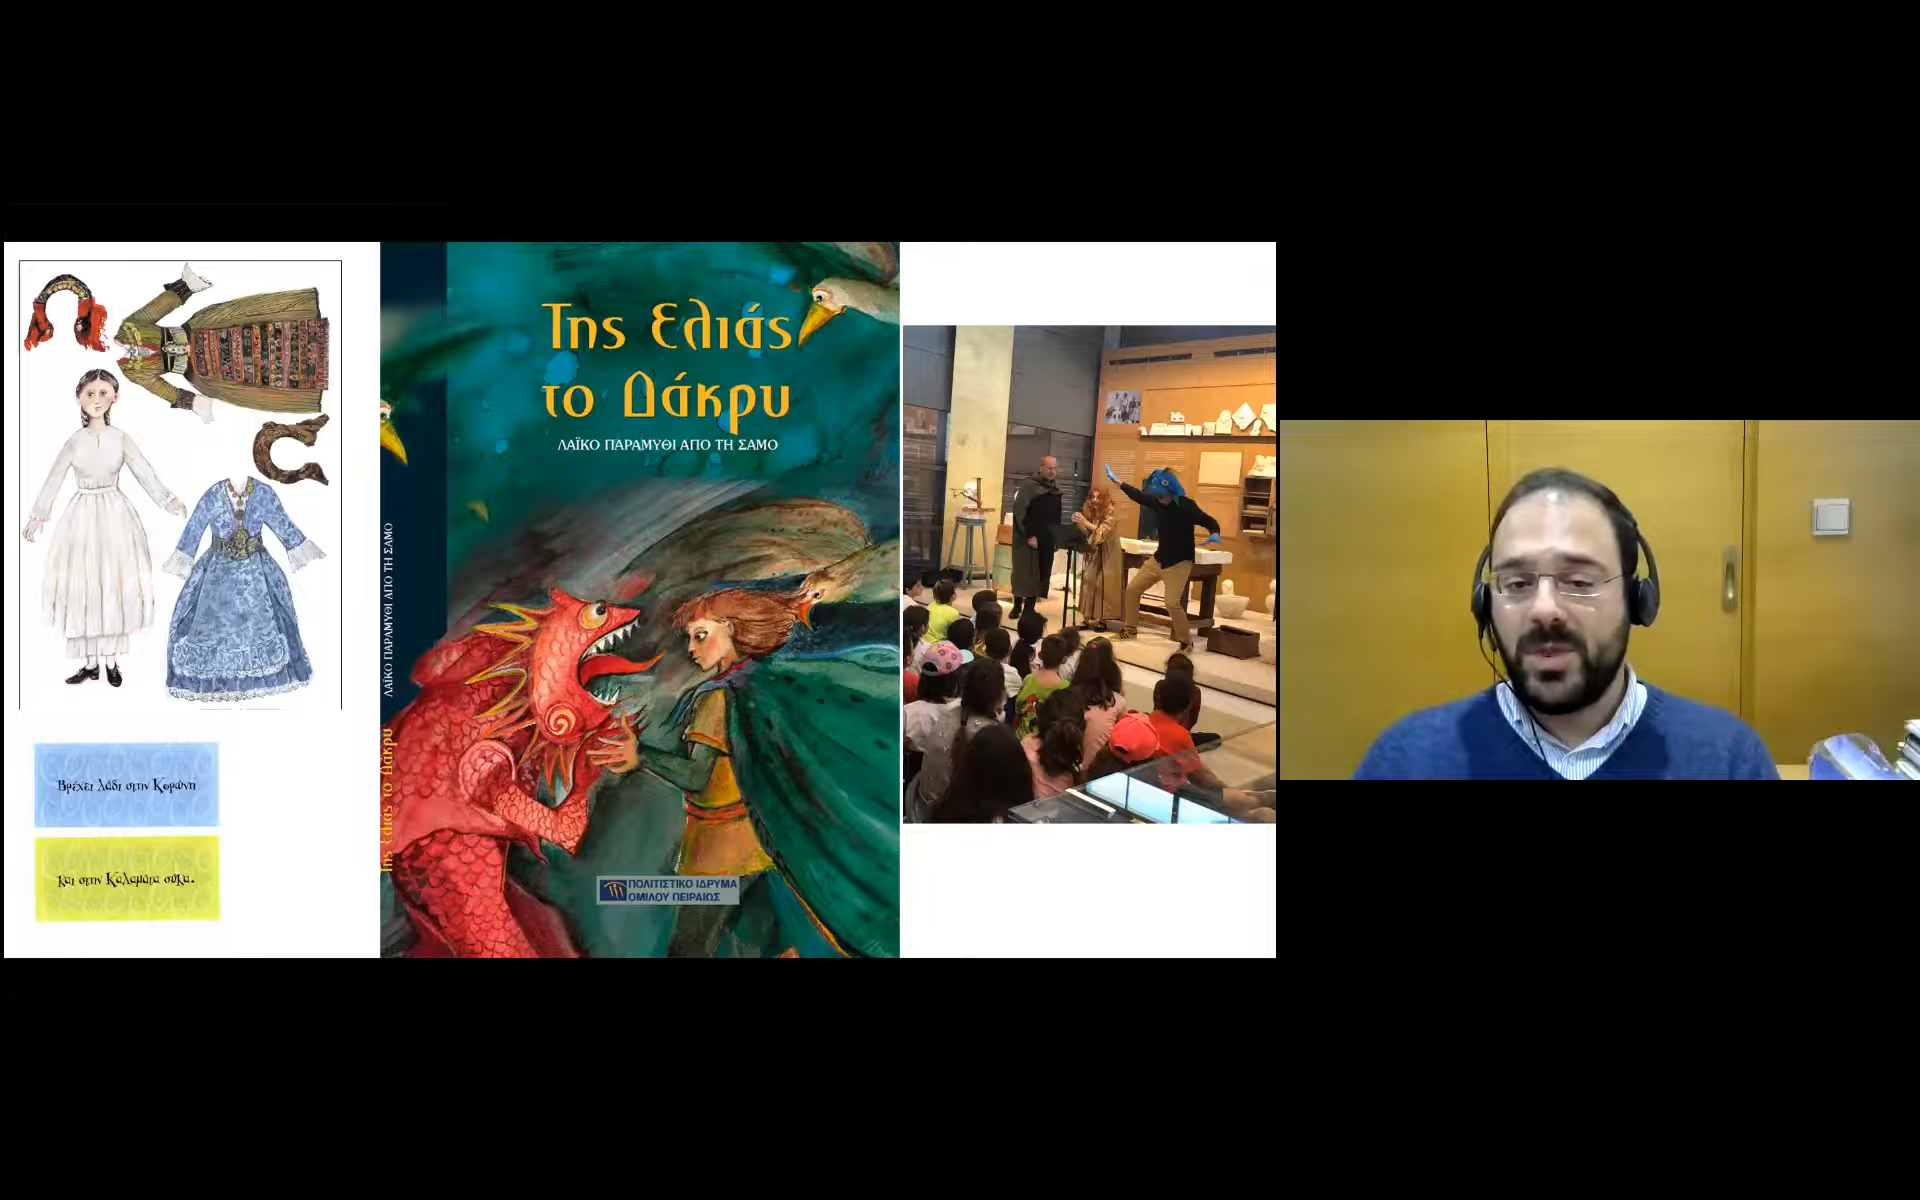 Βρέχει λάδι στην Κορώνη
και στην Καλαμάτα σύκα.
Της Ελιάς
το Δάκρυ
ΛΑΪΚΟ ΠΑΡΑΜΥΘΙ ΑΠΟ ΤΗ ΣΑΜΟ
ΛΑΪΚΟ ΠΑΡΑΜΥΘΙ ΑΠΟ ΤΗ ΣΑΜΟ
Της Ελιάς το Δάκρυ
ΠΟΛΙΤΙΣΤΙΚΟ ΙΔΡΥΜΑ
ΟΜΙΛΟΥ ΠΕΙΡΑΙΩΣ